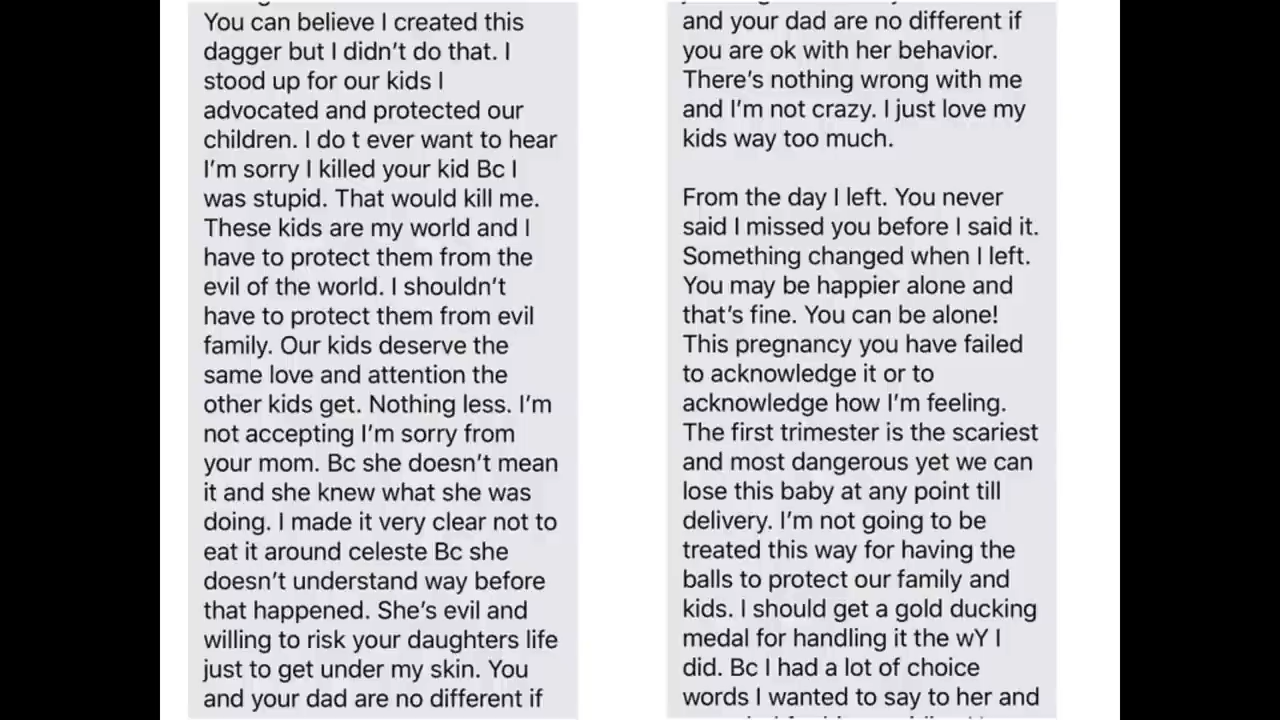 You can believe I created this
dagger but I didn't do that. I
stood up for our kids I
advocated and protected our
children. I do t ever want to hear
I'm sorry I killed your kid Bc I
was stupid. That would kill me.
These kids are my world and I
have to protect them from the
evil of the world. I shouldn't
have to protect them from evil
family. Our kids deserve the
same love and attention the
other kids get. Nothing less. I'm
not accepting I'm sorry from
your mom. Bc she doesn't mean
it and she knew what she was
doing. I made it very clear not to
eat it around celeste Bc she
doesn't understand way before
that happened. She's evil and
willing to risk your daughters life
just to get under my skin. You
and your dad are no different if
and your dad are no different if
you are ok with her behavior.
There's nothing wrong with me
and I'm not crazy. I just love my
kids way too much.
From the day I left. You never
said I missed you before I said it.
Something changed when I left.
You may be happier alone and
that's fine. You can be alone!
This pregnancy you have failed
to acknowledge it or to
acknowledge how I'm feeling.
The first trimester is the scariest
and most dangerous yet we can
lose this baby at any point till
delivery. I'm not going to be
treated this way for having the
balls to protect our family and
kids. I should get a gold ducking
medal for handling it the wY I
did. Bc I had a lot of choice
words I wanted to say to her and